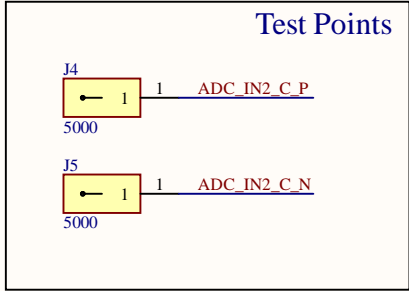 Test Points
J4
1 1 ADC_IN2_C_P
5000
J5
1 1 ADC_IN2_C_N
5000